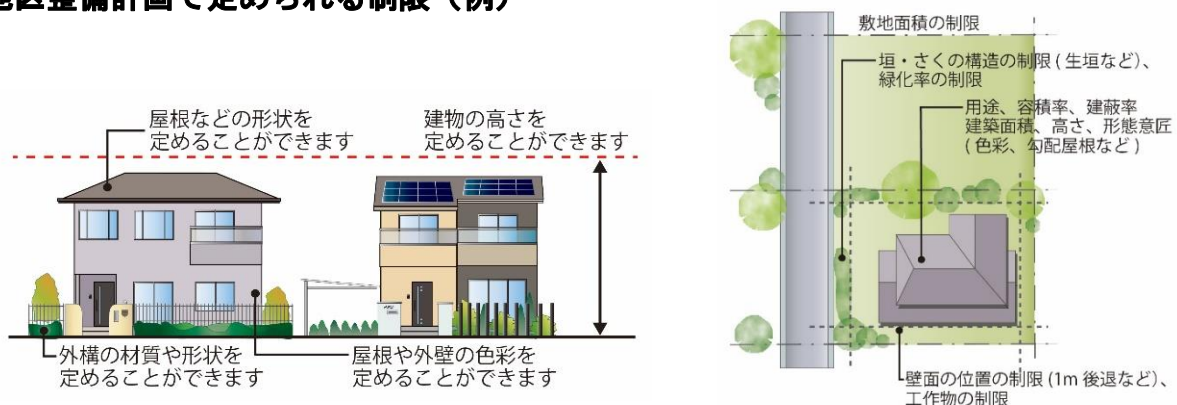 地区整備計画で定められる制限（例）
屋根などの形状を
定めることができます
建物の高さを
定めることができます
外構の材質や形状を
定めることができます
屋根や外壁の色彩を
定めることができます
敷地面積の制限
垣・さくの構造の制限 ( 生垣など)、
緑化率の制限
用途、容積率、建蔽率
建築面積、高さ、形態意匠
( 色彩、勾配屋根など )
壁面の位置の制限 (1m 後退など)、
工作物の制限